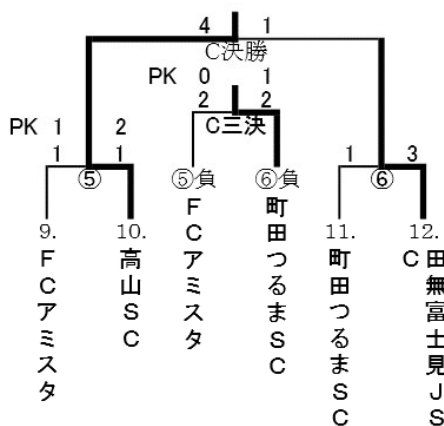 4 1
C決勝
PK 0 1
2 2
C三決
PK 1 2
1 1
⑤
⑤負
⑥負
1 3
⑥
9.
FCアミスタ
10.
高山SC
FCアミスタ
町田つるまSC
11.
町田つるまSC
12.
田無富士見JSC